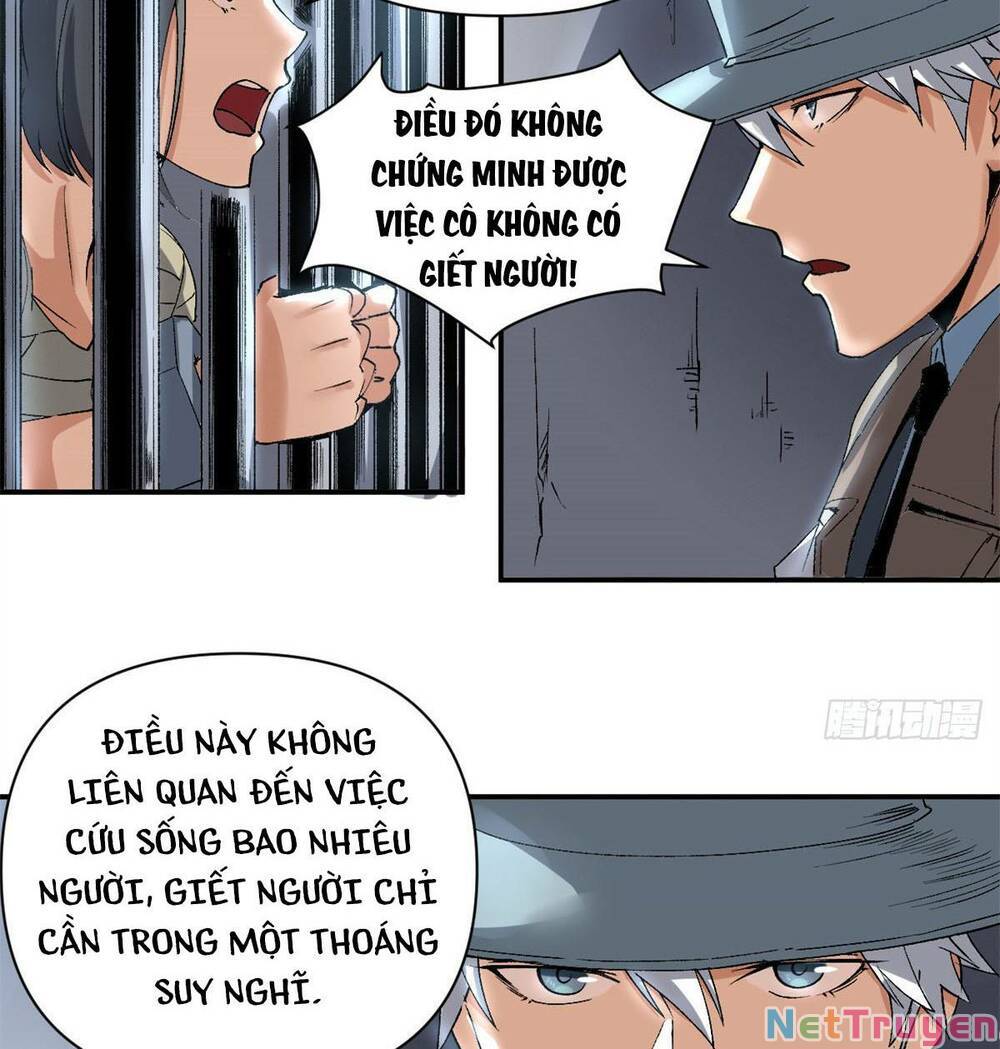 ĐIỀU ĐÓ KHÔNG
CHỨNG MINH ĐƯỢC
VIỆC CÔ KHÔNG CÓ
GIẾT NGƯỜI!
腾讯动漫
ĐIỀU NÀY KHÔNG
LIÊN QUAN ĐẾN VIỆC
CỨU SỐNG BAO NHIÊU
NGƯỜI, GIẾT NGƯỜI CHỈ
CẦN TRONG MỘT THOÁNG
SUY NGHĨ.
NetTruyen